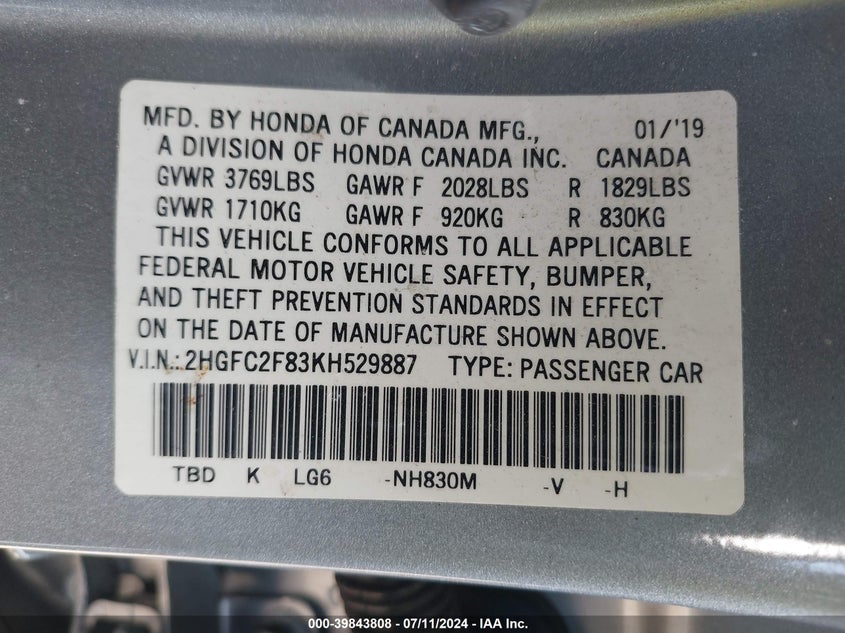 MFD. BY HONDA OF CANADA MFG., 01/'19
A DIVISION OF HONDA CANADA INC. CANADA
GVWR 3769LBS GAWR F 2028LBS R 1829LBS
GVWR 1710KG GAWR F 920KG R 830KG
THIS VEHICLE CONFORMS TO ALL APPLICABLE
FEDERAL MOTOR VEHICLE SAFETY, BUMPER,
AND THEFT PREVENTION STANDARDS IN EFFECT
ON THE DATE OF MANUFACTURE SHOWN ABOVE.
V.I.N.: 2HGFC2F83KH529887 TYPE: PASSENGER CAR
TBD K LG6 -NH830M -V -H
000-39843808 - 07/11/2024 - IAA Inc.